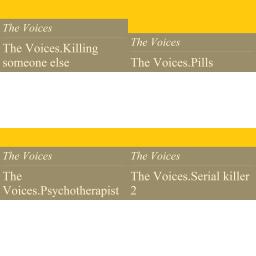 The Voices
The Voices.Killing
someone else
The Voices
The Voices.Pills
The Voices
The
Voices.Psychotherapist
The Voices
The Voices.Serial killer
2